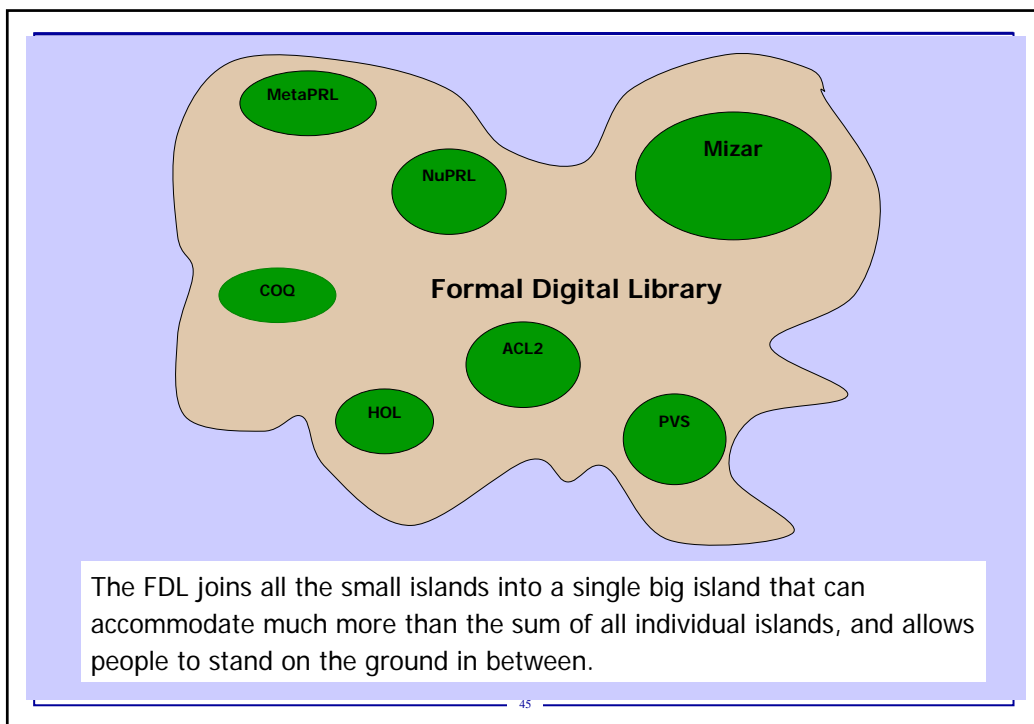 MetaPRL
Mizar
NuPRL
COQ
Formal Digital Library
ACL2
HOL
PVS
The FDL joins all the small islands into a single big island that can
accommodate much more than the sum of all individual islands, and allows
people to stand on the ground in between.
45